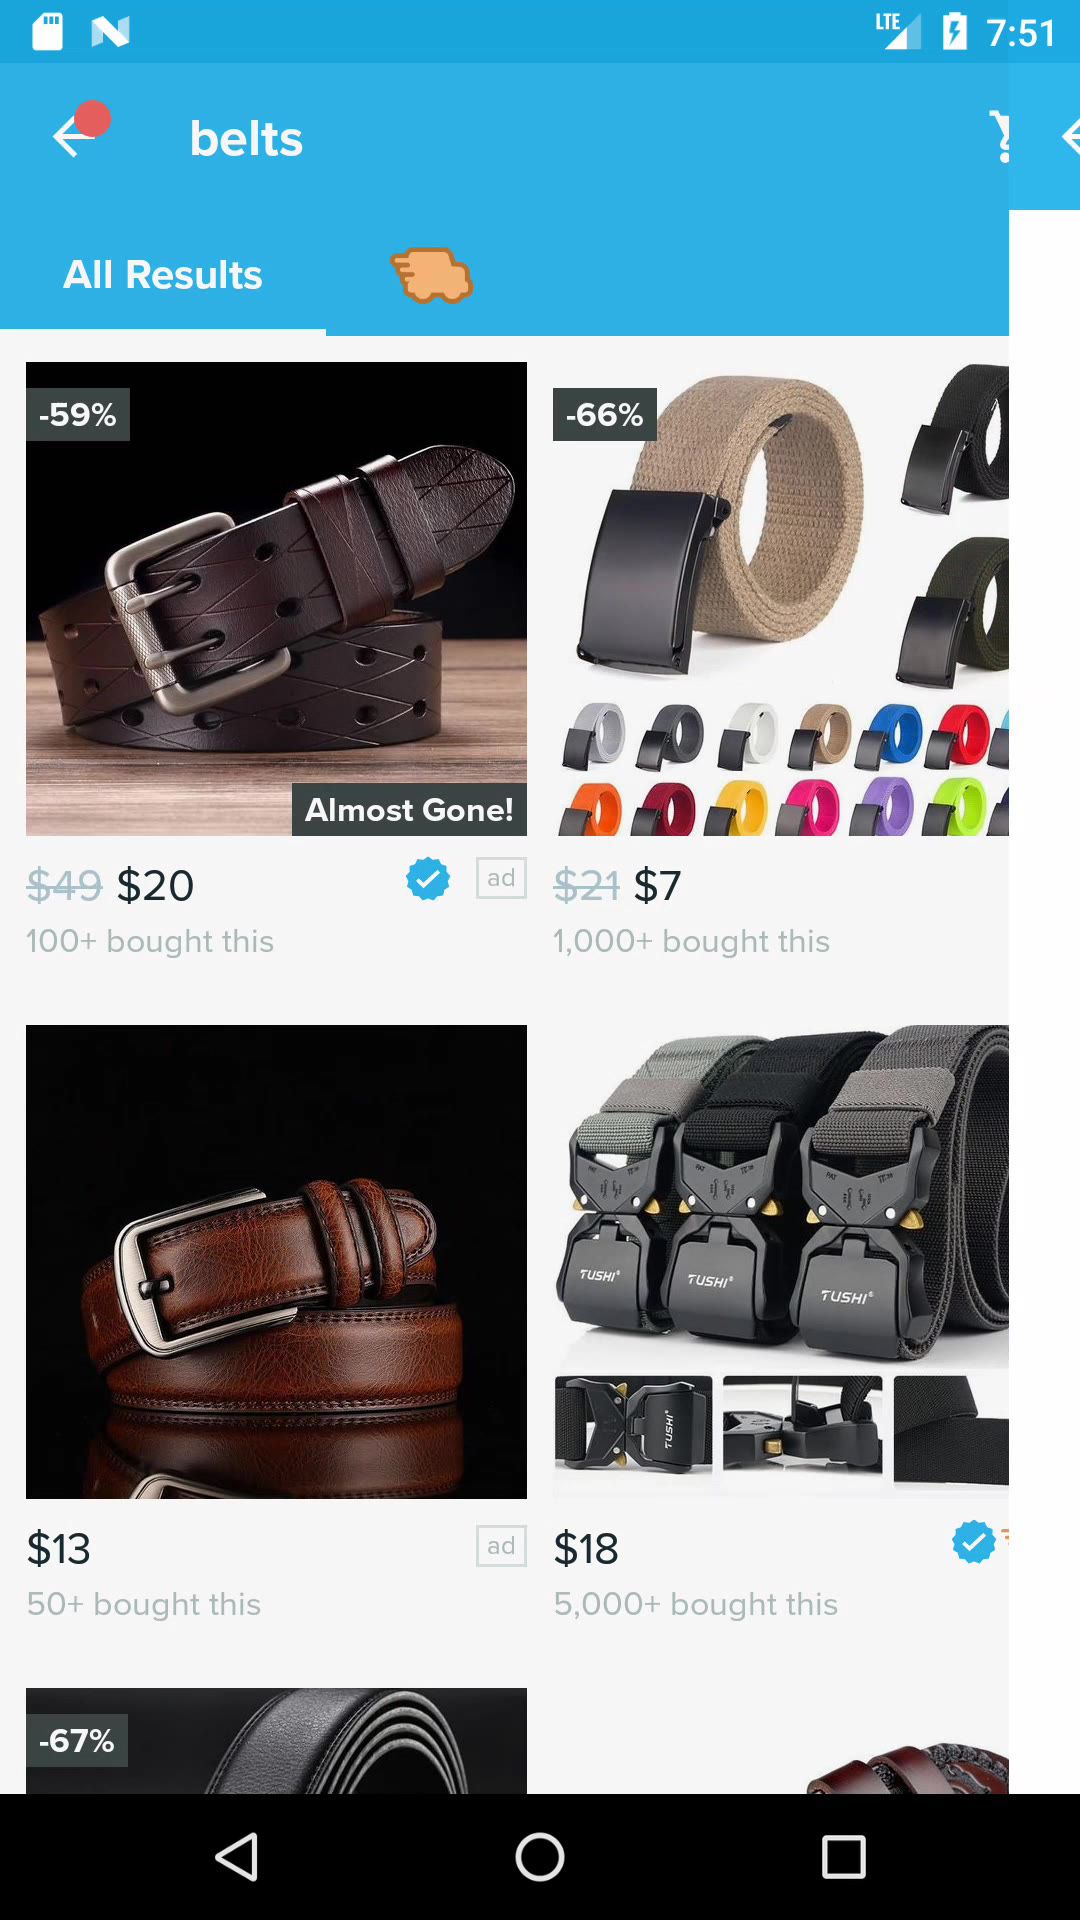 LTE 7:51
belts
All Results
-59%
-66%
Almost Gone!
$49 $20 ad
$21 $7
100+ bought this
1,000+ bought this
TUSHI
TUSHI
TUSHI
TUSHI
$13 ad
$18
50+ bought this
5,000+ bought this
-67%